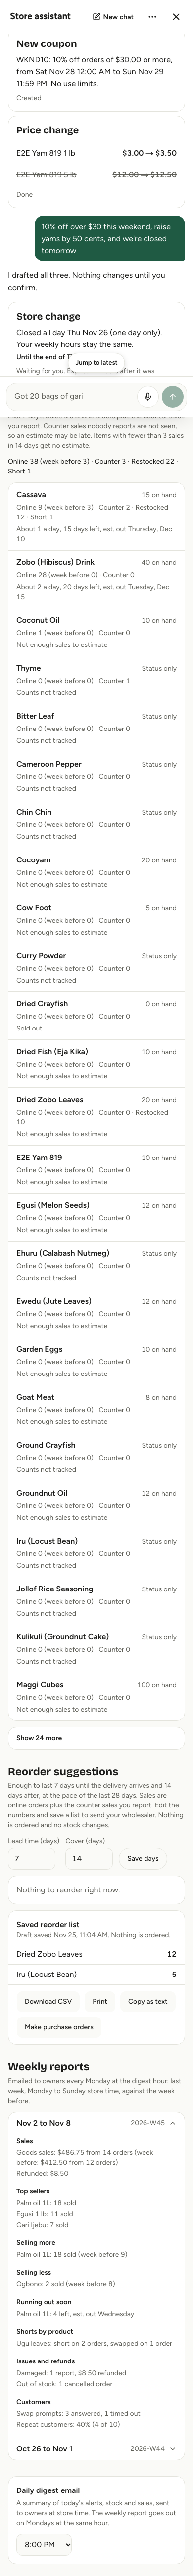 Store assistant
New chat
New coupon
WKND10: 10% off orders of $30.00 or more,
from Sat Nov 28 12:00 AM to Sun Nov 29
11:59 PM. No use limits.
Created
Price change
E2E Yam 819 1 lb $3.00 → $3.50
E2E Yam 819 5 lb $12.00 → $12.50
Done
10% off over $30 this weekend, raise
yams by 50 cents, and we're closed
tomorrow
I drafted all three. Nothing changes until you
confirm.
Store change
Closed all day Thu Nov 26 (one day only).
Your weekly hours stay the same.
Until the end of
Jump to latest
Waiting for you.
after it was
Got 20 bags of gari
you report. Counter sales nobody reports are not seen,
so an estimate may be late. Items with fewer than 3 sales
in 14 days get no estimate.
Online 38 (week before 3) · Counter 3 · Restocked 22 ·
Short 1
Cassava 15 on hand
Online 9 (week before 3) · Counter 2 · Restocked
12 · Short 1
About 1 a day, 15 days left, est. out Thursday, Dec
10
Zobo (Hibiscus) Drink 40 on hand
Online 28 (week before 0) · Counter 0
About 2 a day, 20 days left, est. out Tuesday, Dec
15
Coconut Oil 10 on hand
Online 1 (week before 0) · Counter 0
Not enough sales to estimate
Thyme Status only
Online 0 (week before 0) · Counter 1
Counts not tracked
Bitter Leaf Status only
Online 0 (week before 0) · Counter 0
Counts not tracked
Cameroon Pepper Status only
Online 0 (week before 0) · Counter 0
Counts not tracked
Chin Chin Status only
Online 0 (week before 0) · Counter 0
Counts not tracked
Cocoyam 20 on hand
Online 0 (week before 0) · Counter 0
Not enough sales to estimate
Cow Foot 5 on hand
Online 0 (week before 0) · Counter 0
Not enough sales to estimate
Curry Powder Status only
Online 0 (week before 0) · Counter 0
Counts not tracked
Dried Crayfish 0 on hand
Online 0 (week before 0) · Counter 0
Sold out
Dried Fish (Eja Kika) 10 on hand
Online 0 (week before 0) · Counter 0
Not enough sales to estimate
Dried Zobo Leaves 20 on hand
Online 0 (week before 0) · Counter 0 · Restocked
10
Not enough sales to estimate
E2E Yam 819 10 on hand
Online 0 (week before 0) · Counter 0
Not enough sales to estimate
Egusi (Melon Seeds) 12 on hand
Online 0 (week before 0) · Counter 0
Not enough sales to estimate
Ehuru (Calabash Nutmeg) Status only
Online 0 (week before 0) · Counter 0
Counts not tracked
Ewedu (Jute Leaves) 12 on hand
Online 0 (week before 0) · Counter 0
Not enough sales to estimate
Garden Eggs 10 on hand
Online 0 (week before 0) · Counter 0
Not enough sales to estimate
Goat Meat 8 on hand
Online 0 (week before 0) · Counter 0
Not enough sales to estimate
Ground Crayfish Status only
Online 0 (week before 0) · Counter 0
Counts not tracked
Groundnut Oil 12 on hand
Online 0 (week before 0) · Counter 0
Not enough sales to estimate
Iru (Locust Bean) Status only
Online 0 (week before 0) · Counter 0
Counts not tracked
Jollof Rice Seasoning Status only
Online 0 (week before 0) · Counter 0
Counts not tracked
Kulikuli (Groundnut Cake) Status only
Online 0 (week before 0) · Counter 0
Counts not tracked
Maggi Cubes 100 on hand
Online 0 (week before 0) · Counter 0
Not enough sales to estimate
Show 24 more
Reorder suggestions
Enough to last 7 days until the delivery arrives and 14
days after, at the pace of the last 28 days. Sales are
online orders plus the counter sales you report. Edit the
numbers and save a list to send your wholesaler. Nothing
is ordered and no stock changes.
Lead time (days) Cover (days)
7 14 Save days
Nothing to reorder right now.
Saved reorder list
Draft saved Nov 25, 11:04 AM. Nothing is ordered.
Dried Zobo Leaves 12
Iru (Locust Bean) 5
Download CSV Print Copy as text
Make purchase orders
Weekly reports
Emailed to owners every Monday at the digest hour: last
week, Monday to Sunday store time, against the week
before.
Nov 2 to Nov 8 2026-W45
Sales
Goods sales: $486.75 from 14 orders (week
before: $412.50 from 12 orders)
Refunded: $8.50
Top sellers
Palm oil 1L: 18 sold
Egusi 1 lb: 11 sold
Gari Ijebu: 7 sold
Selling more
Palm oil 1L: 18 sold (week before 9)
Selling less
Ogbono: 2 sold (week before 8)
Running out soon
Palm oil 1L: 4 left, est. out Wednesday
Shorts by product
Ugu leaves: short on 2 orders, swapped on 1 order
Issues and refunds
Damaged: 1 report, $8.50 refunded
Out of stock: 1 cancelled order
Customers
Swap prompts: 3 answered, 1 timed out
Repeat customers: 40% (4 of 10)
Oct 26 to Nov 1 2026-W44
Daily digest email
A summary of today's alerts, stock and sales, sent
to owners at store time. The weekly report goes out
on Mondays at the same hour.
8:00 PM